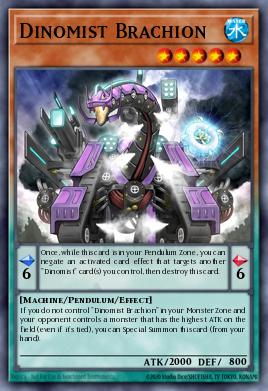 DINOMIST BRACHION
WATER
水
Once, while this card is in your Pendulum Zone, you can
negate an activated card effect that targets another
"Dinomist" card(s) you control, then destroy this card.
6
6
[Machine/Pendulum/Effect]
If you do not control "Dinomist Brachion" in your Monster Zone and
your opponent controls a monster that has the highest ATK on the
field (even if it's tied), you can Special Summon this card (from your
hand).
ATK/2000 DEF/ 800